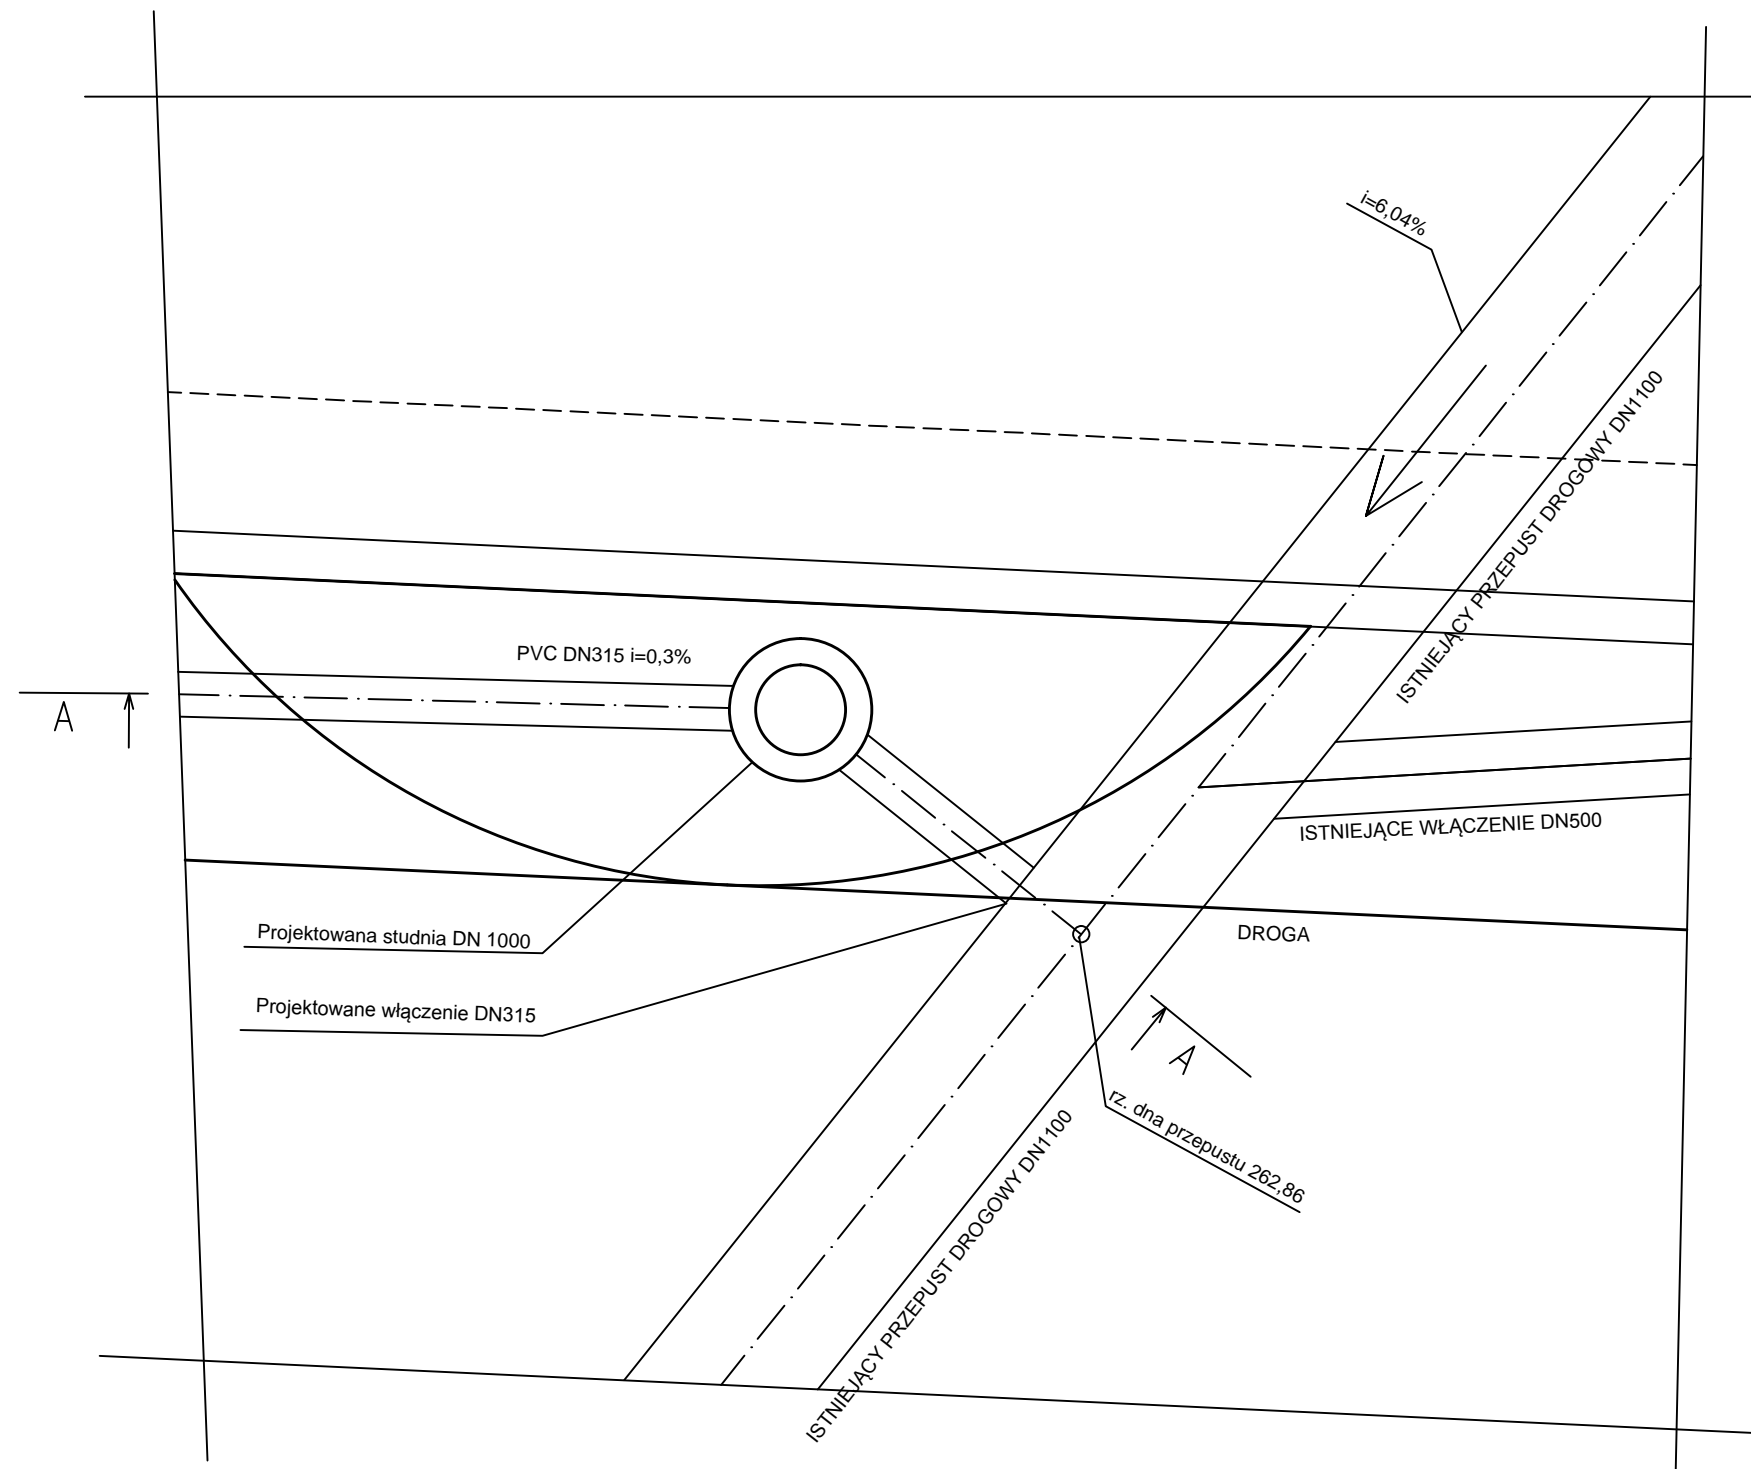 i=6,04%
ISTNIEJĄCY PRZEPUST DROGOWY DN1100
PVC DN315 i=0,3%
A
ISTNIEJĄCE WŁĄCZENIE DN500
Projektowana studnia DN 1000
DROGA
Projektowane włączenie DN315
A
rz. dna przepustu 262,86
ISTNIEJĄCY PRZEPUST DROGOWY DN1100